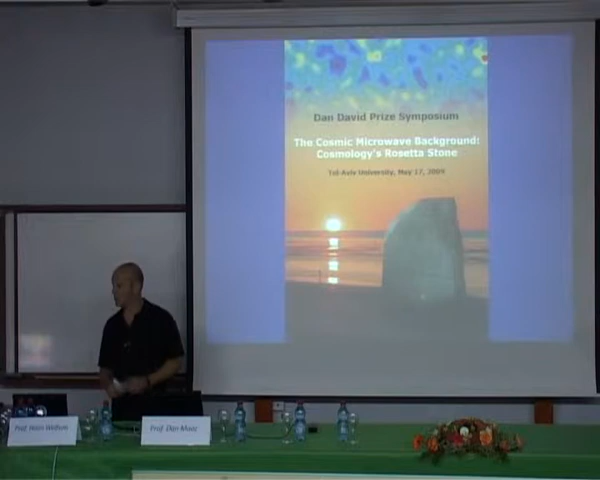 Dan David Prize Symposium
The Cosmic Microwave Background:
Cosmology's Rosetta Stone
Tel-Aviv University, May 17, 2009
Prof.
Prof. Dan Maoz